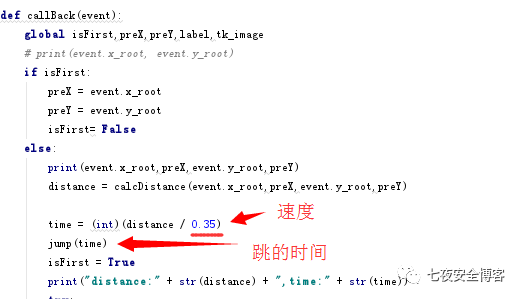 def callBack(event):
global isFirst,preX,preY,label,tk_image
# print(event.x_root, event.y_root)
if isFirst:
preX = event.x_root
preY = event.y_root
isFirst= False
else:
print(event.x_root,preX,event.y_root,preY)
distance = calcDistance(event.x_root,preX,event.y_root,preY)
time = (int)(distance / 0.35) 速度
jump(time) 跳的时间
isFirst = True
print("distance:" + str(distance) + ",time:" + str(time))
七夜安全博客